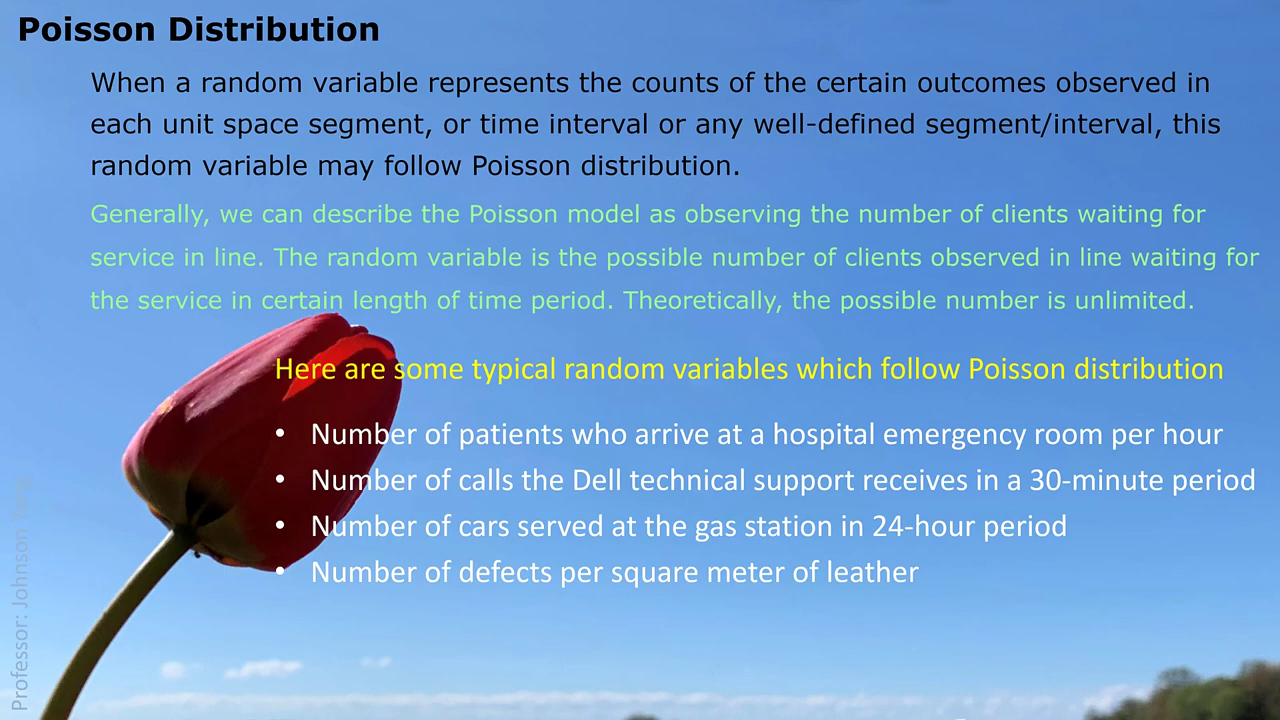 Poisson Distribution
When a random variable represents the counts of the certain outcomes observed in
each unit space segment, or time interval or any well-defined segment/interval, this
random variable may follow Poisson distribution.
Generally, we can describe the Poisson model as observing the number of clients waiting for
service in line. The random variable is the possible number of clients observed in line waiting for
the service in certain length of time period. Theoretically, the possible number is unlimited.
Here are some typical random variables which follow Poisson distribution
• Number of patients who arrive at a hospital emergency room per hour
• Number of calls the Dell technical support receives in a 30-minute period
• Number of cars served at the gas station in 24-hour period
• Number of defects per square meter of leather
Professor: Johnson